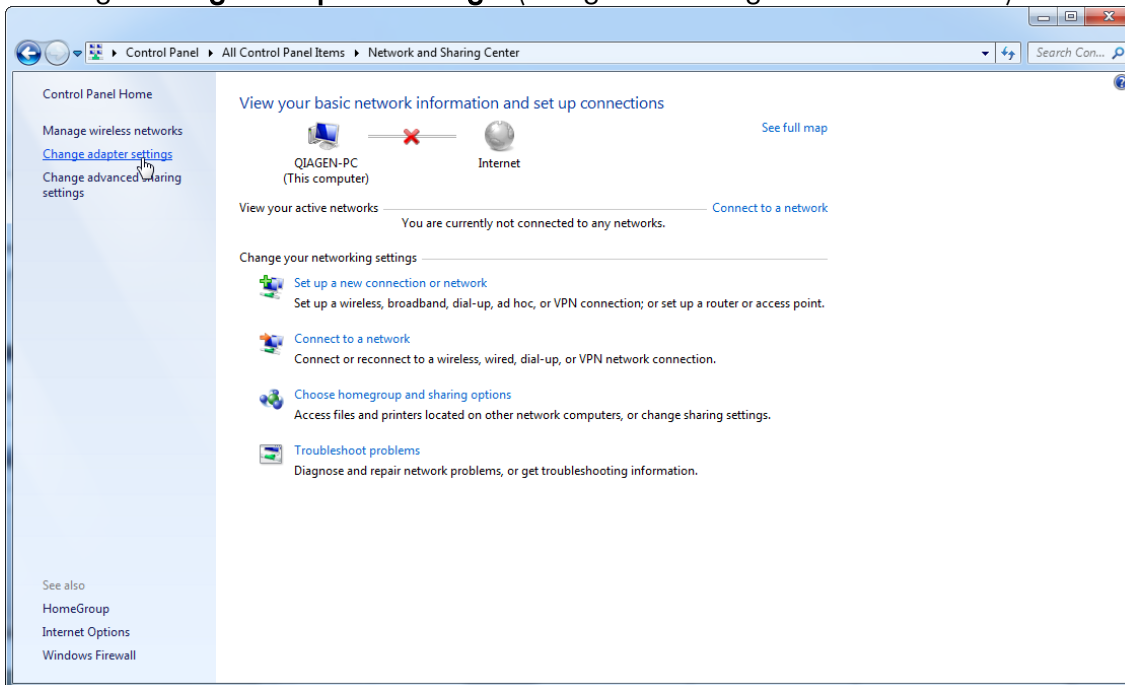 Control Panel ▸ All Control Panel Items ▸ Network and Sharing Center
Search Con...
Control Panel Home
Manage wireless networks
Change adapter settings
Change advanced sharing
settings
See also
HomeGroup
Internet Options
Windows Firewall
View your basic network information and set up connections
See full map
QIAGEN-PC
(This computer)
Internet
View your active networks
Connect to a network
You are currently not connected to any networks.
Change your networking settings
Set up a new connection or network
Set up a wireless, broadband, dial-up, ad hoc, or VPN connection; or set up a router or access point.
Connect to a network
Connect or reconnect to a wireless, wired, dial-up, or VPN network connection.
Choose homegroup and sharing options
Access files and printers located on other network computers, or change sharing settings.
Troubleshoot problems
Diagnose and repair network problems, or get troubleshooting information.